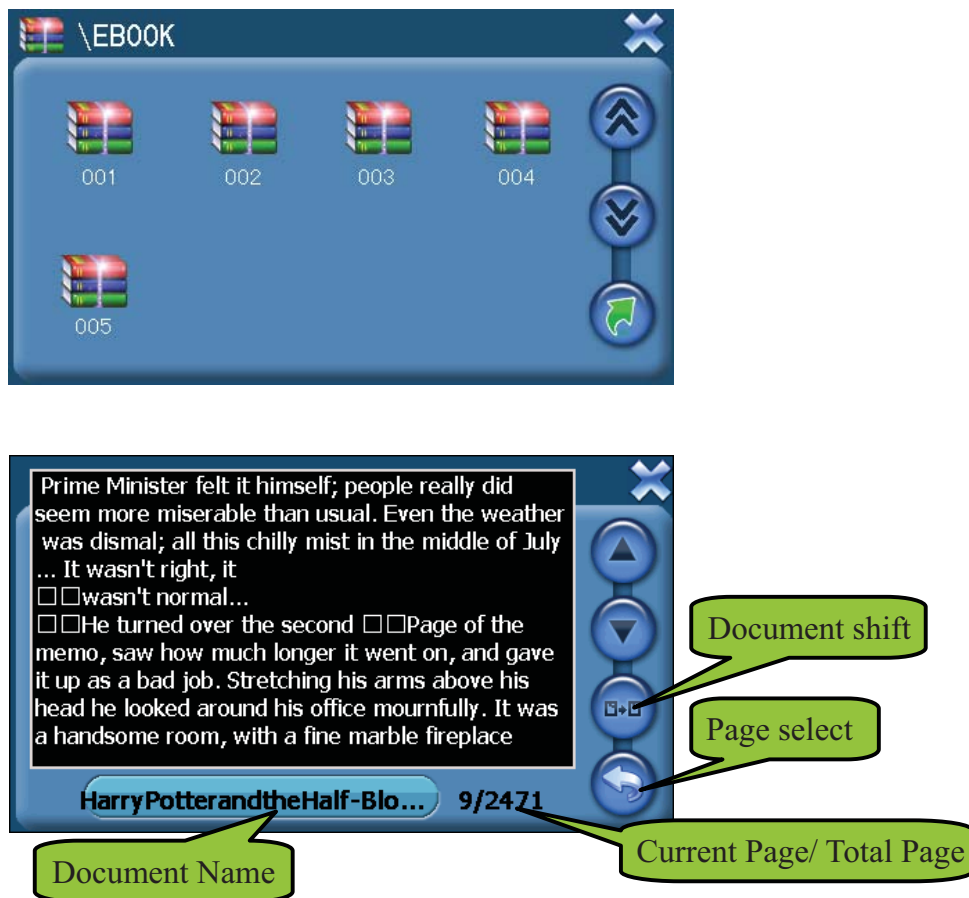 \EBOOK
001 002 003 004
005
Prime Minister felt it himself; people really did
seem more miserable than usual. Even the weather
was dismal; all this chilly mist in the middle of July
... It wasn't right, it
□□wasn't normal...
□□He turned over the second □□Page of the
memo, saw how much longer it went on, and gave
it up as a bad job. Stretching his arms above his
head he looked around his office mournfully. It was
a handsome room, with a fine marble fireplace
HarryPotterandtheHalf-Blo... 9/2471
Document shift
Page select
Current Page/ Total Page
Document Name